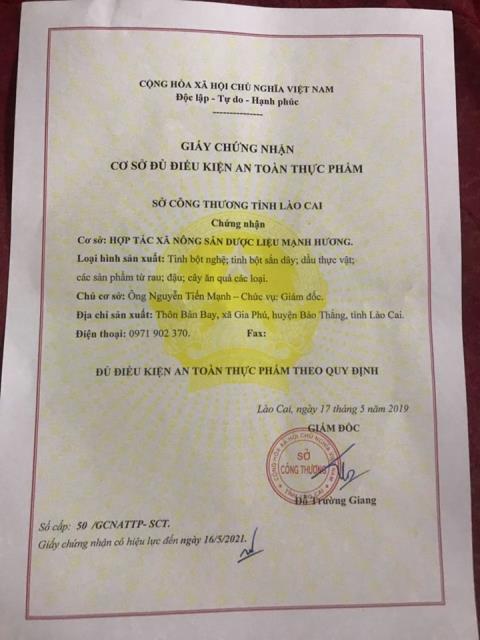 CỘNG HÒA XÃ HỘI CHỦ NGHĨA VIỆT NAM
Độc lập - Tự do - Hạnh phúc
---------------
GIẤY CHỨNG NHẬN
CƠ SỞ ĐỦ ĐIỀU KIỆN AN TOÀN THỰC PHẨM
SỞ CÔNG THƯƠNG TỈNH LÀO CAI
Chứng nhận
Cơ sở: HỢP TÁC XÃ NÔNG SẢN DƯỢC LIỆU MẠNH HƯƠNG.
Loại hình sản xuất: Tinh bột nghệ; tinh bột sắn dây; dầu thực vật;
các sản phẩm từ rau; đậu; cây ăn quả các loại.
Chủ cơ sở: Ông Nguyễn Tiến Mạnh – Chức vụ: Giám đốc.
Địa chỉ sản xuất: Thôn Bản Bay, xã Gia Phú, huyện Bảo Thắng, tỉnh Lào Cai.
Điện thoại: 0971 902 370. Fax:
ĐỦ ĐIỀU KIỆN AN TOÀN THỰC PHẨM THEO QUY ĐỊNH
Lào Cai, ngày 17 tháng 5 năm 2019
GIÁM ĐỐC
SỞ
CÔNG THƯƠNG
Đỗ Trường Giang
Số cấp: 50 /GCNATTP- SCT.
Giấy chứng nhận có hiệu lực đến ngày 16/5/2021.